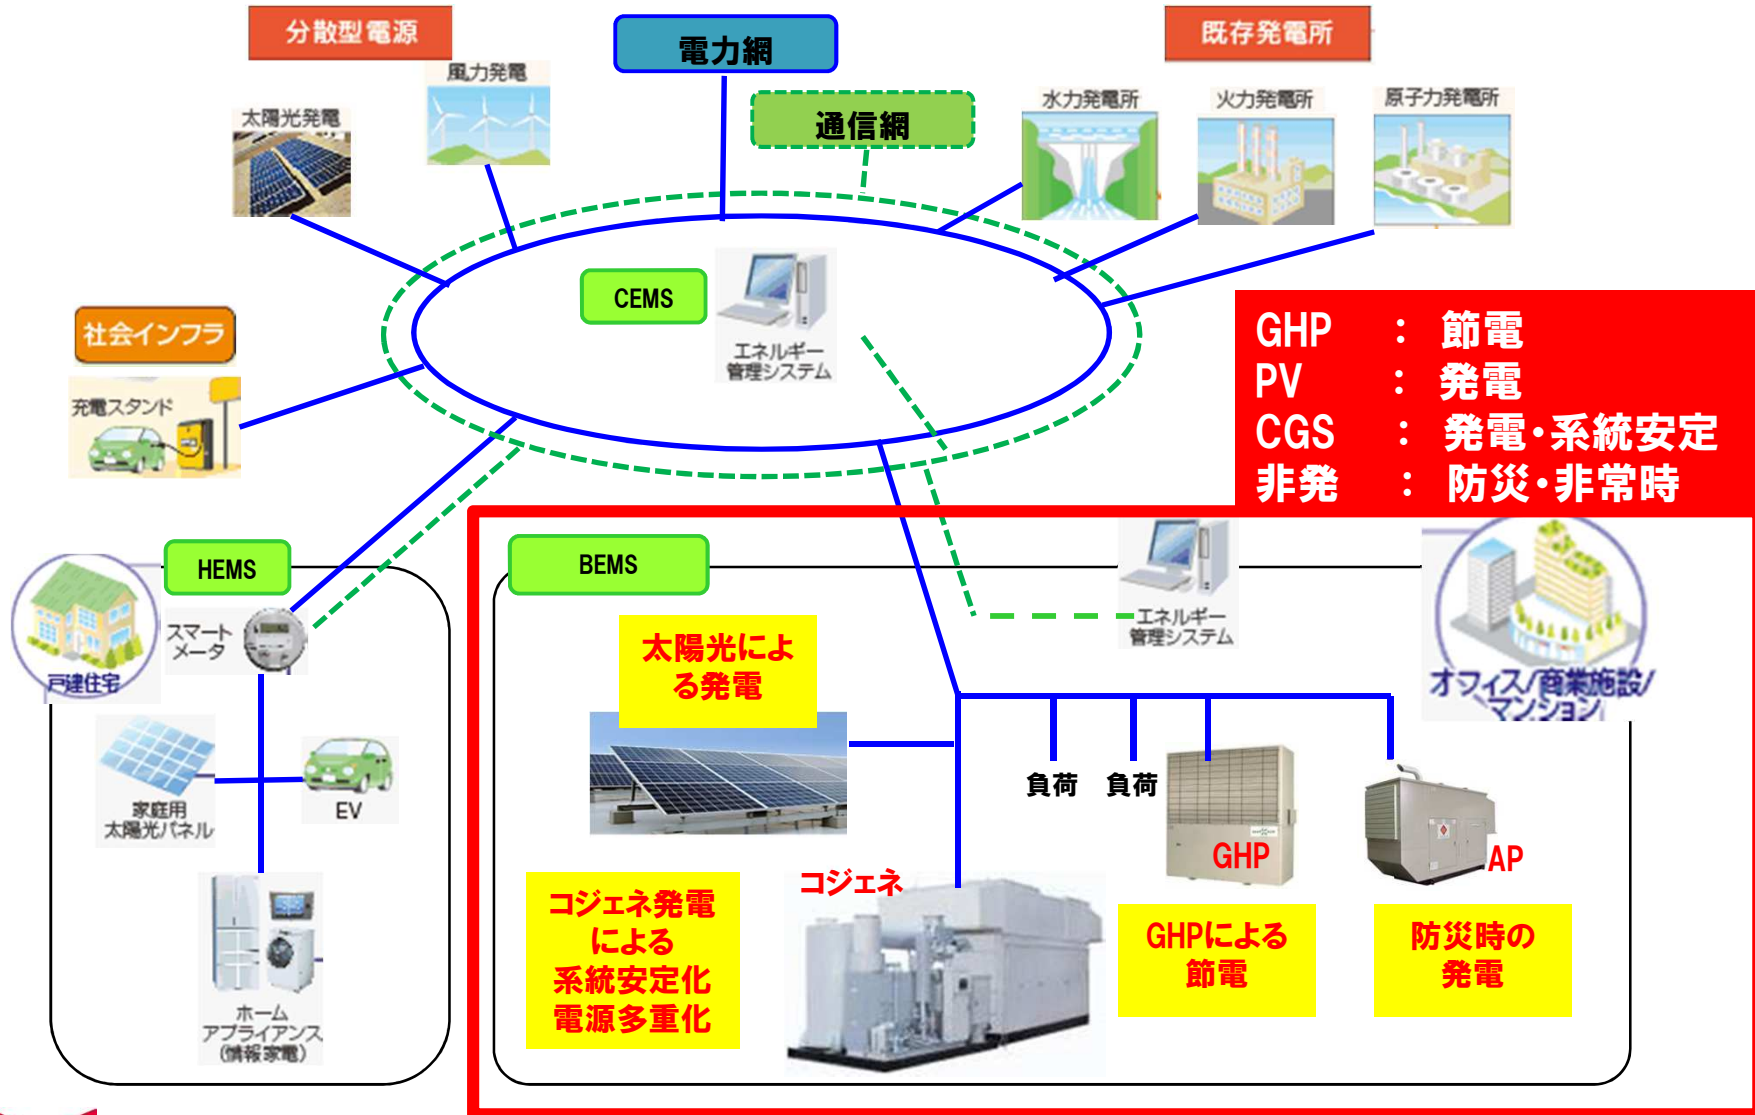 分散型電源
電力網
既存発電所
風力発電
太陽光発電
通信網
水力発電所
火力発電所
原子力発電所
CEMS
エネルギー
管理システム
社会インフラ
充電スタンド
GHP ： 節電
PV ： 発電
CGS ： 発電・系統安定
非発 ： 防災・非常時
HEMS
スマート
メータ
戸建住宅
家庭用
太陽光パネル
EV
ホーム
アプライアンス
(情報家電)
BEMS
エネルギー
管理システム
オフィス/商業施設/
マンション
太陽光によ
る発電
負荷
負荷
GHP
AP
コジェネ
コジェネ発電
による
系統安定化
電源多重化
GHPによる
節電
防災時の
発電